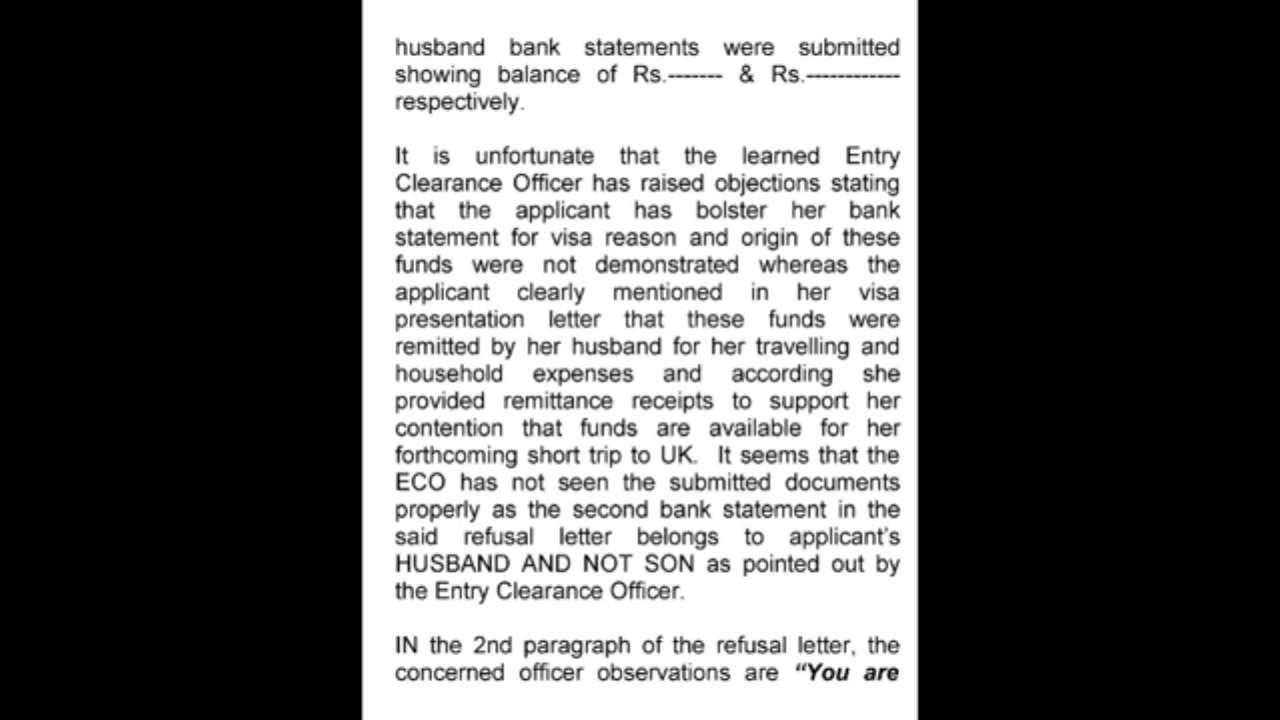 husband bank statements were submitted
showing balance of Rs.------- & Rs.------------
respectively.
It is unfortunate that the learned Entry
Clearance Officer has raised objections stating
that the applicant has bolster her bank
statement for visa reason and origin of these
funds were not demonstrated whereas the
applicant clearly mentioned in her visa
presentation letter that these funds were
remitted by her husband for her travelling and
household expenses and according she
provided remittance receipts to support her
contention that funds are available for her
forthcoming short trip to UK. It seems that the
ECO has not seen the submitted documents
properly as the second bank statement in the
said refusal letter belongs to applicant’s
HUSBAND AND NOT SON as pointed out by
the Entry Clearance Officer.
IN the 2nd paragraph of the refusal letter, the
concerned officer observations are “You are